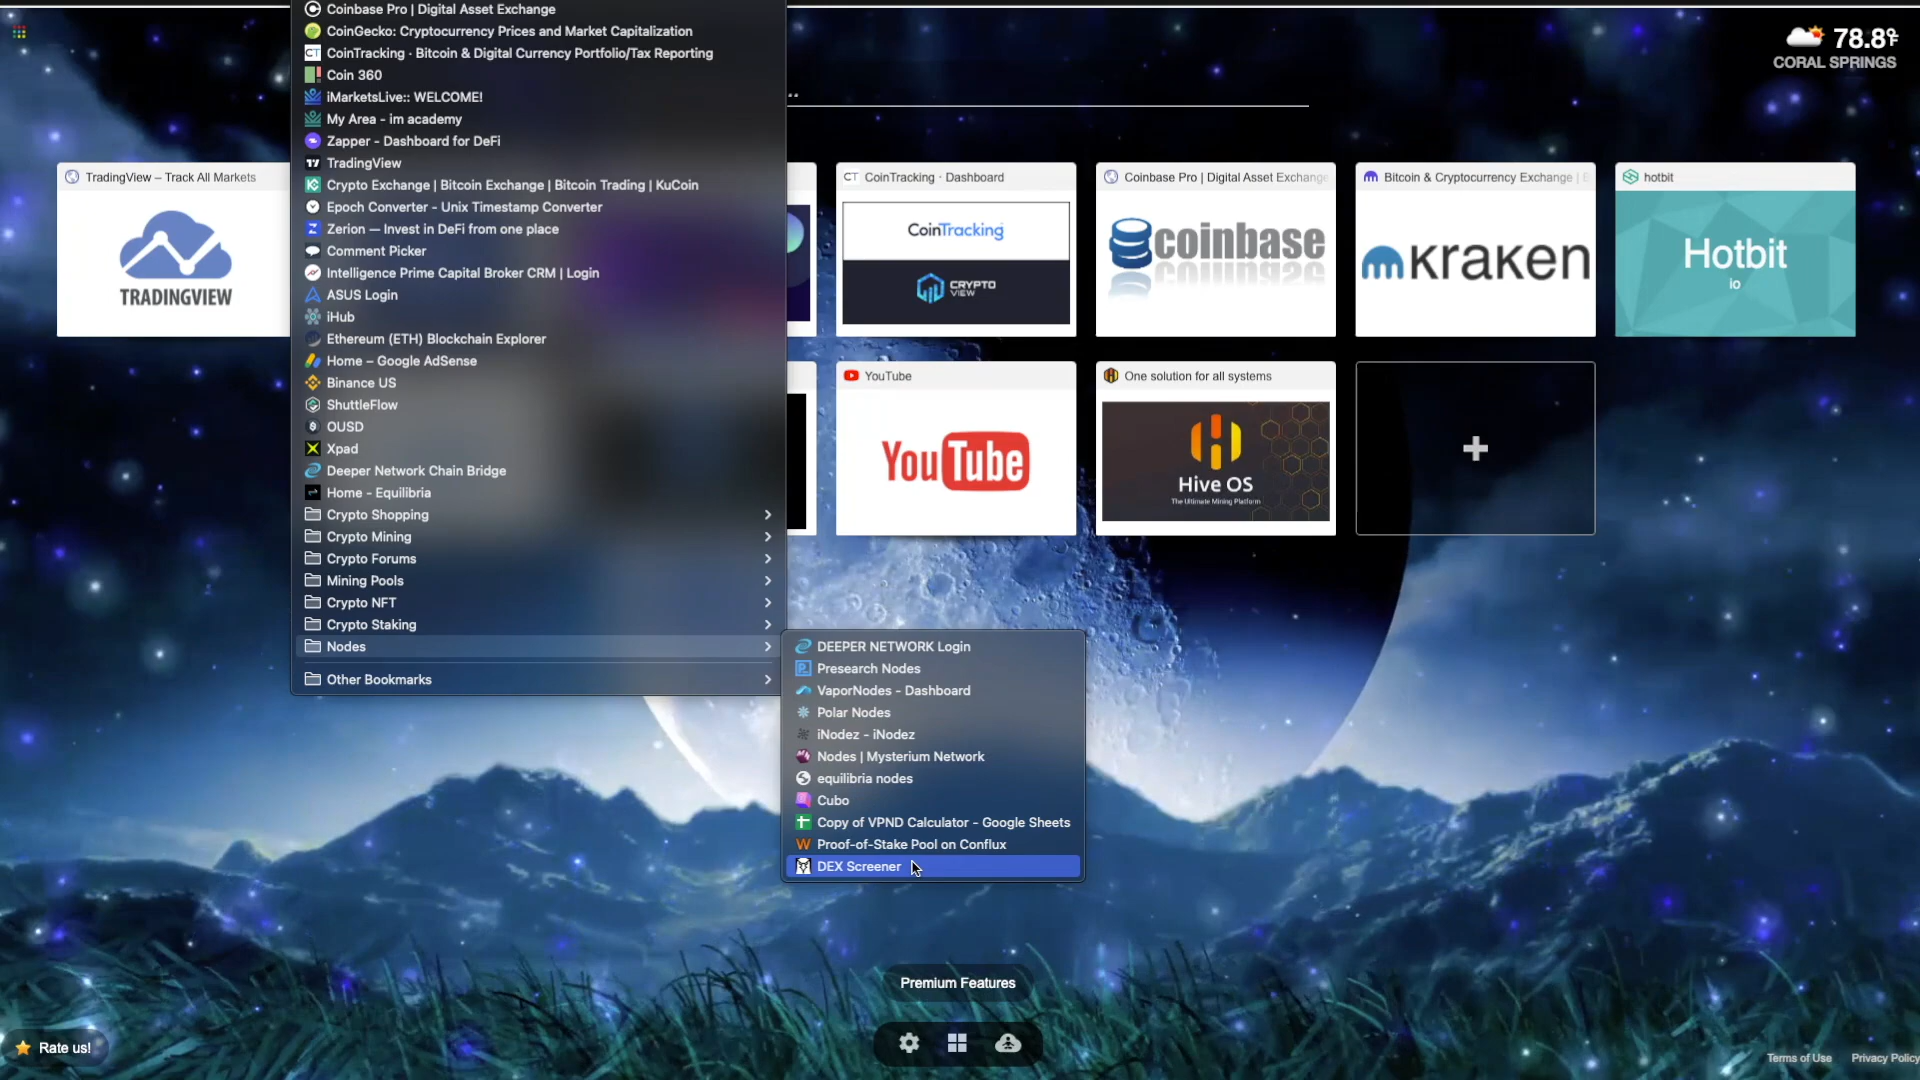 Coinbase Pro | Digital Asset Exchange
CoinGecko: Cryptocurrency Prices and Market Capitalization
CT CoinTracking · Bitcoin & Digital Currency Portfolio/Tax Reporting
Coin 360
iMarketsLive:: WELCOME!
My Area - im academy
Zapper - Dashboard for DeFi
TradingView
Crypto Exchange | Bitcoin Exchange | Bitcoin Trading | KuCoin
Epoch Converter - Unix Timestamp Converter
Zerion — Invest in DeFi from one place
Comment Picker
Intelligence Prime Capital Broker CRM | Login
ASUS Login
iHub
Ethereum (ETH) Blockchain Explorer
Home – Google AdSense
Binance US
ShuttleFlow
OUSD
Xpad
Deeper Network Chain Bridge
Home - Equilibria
Crypto Shopping
Crypto Mining
Crypto Forums
Mining Pools
Crypto NFT
Crypto Staking
Nodes
Other Bookmarks
DEEPER NETWORK Login
Presearch Nodes
VaporNodes - Dashboard
Polar Nodes
iNodez - iNodez
Nodes | Mysterium Network
equilibria nodes
Cubo
Copy of VPND Calculator - Google Sheets
Proof-of-Stake Pool on Conflux
DEX Screener
78.8°F
CORAL SPRINGS
TradingView – Track All Markets
TRADINGVIEW
CT CoinTracking · Dashboard
CoinTracking
CRYPTO
VIEW
Coinbase Pro | Digital Asset Exchange
coinbase
Bitcoin & Cryptocurrency Exchange | B
kraken
hotbit
Hotbit
io
YouTube
YouTube
One solution for all systems
Hive OS
The Ultimate Mining Platform
Premium Features
Rate us!
Terms of Use
Privacy Policy